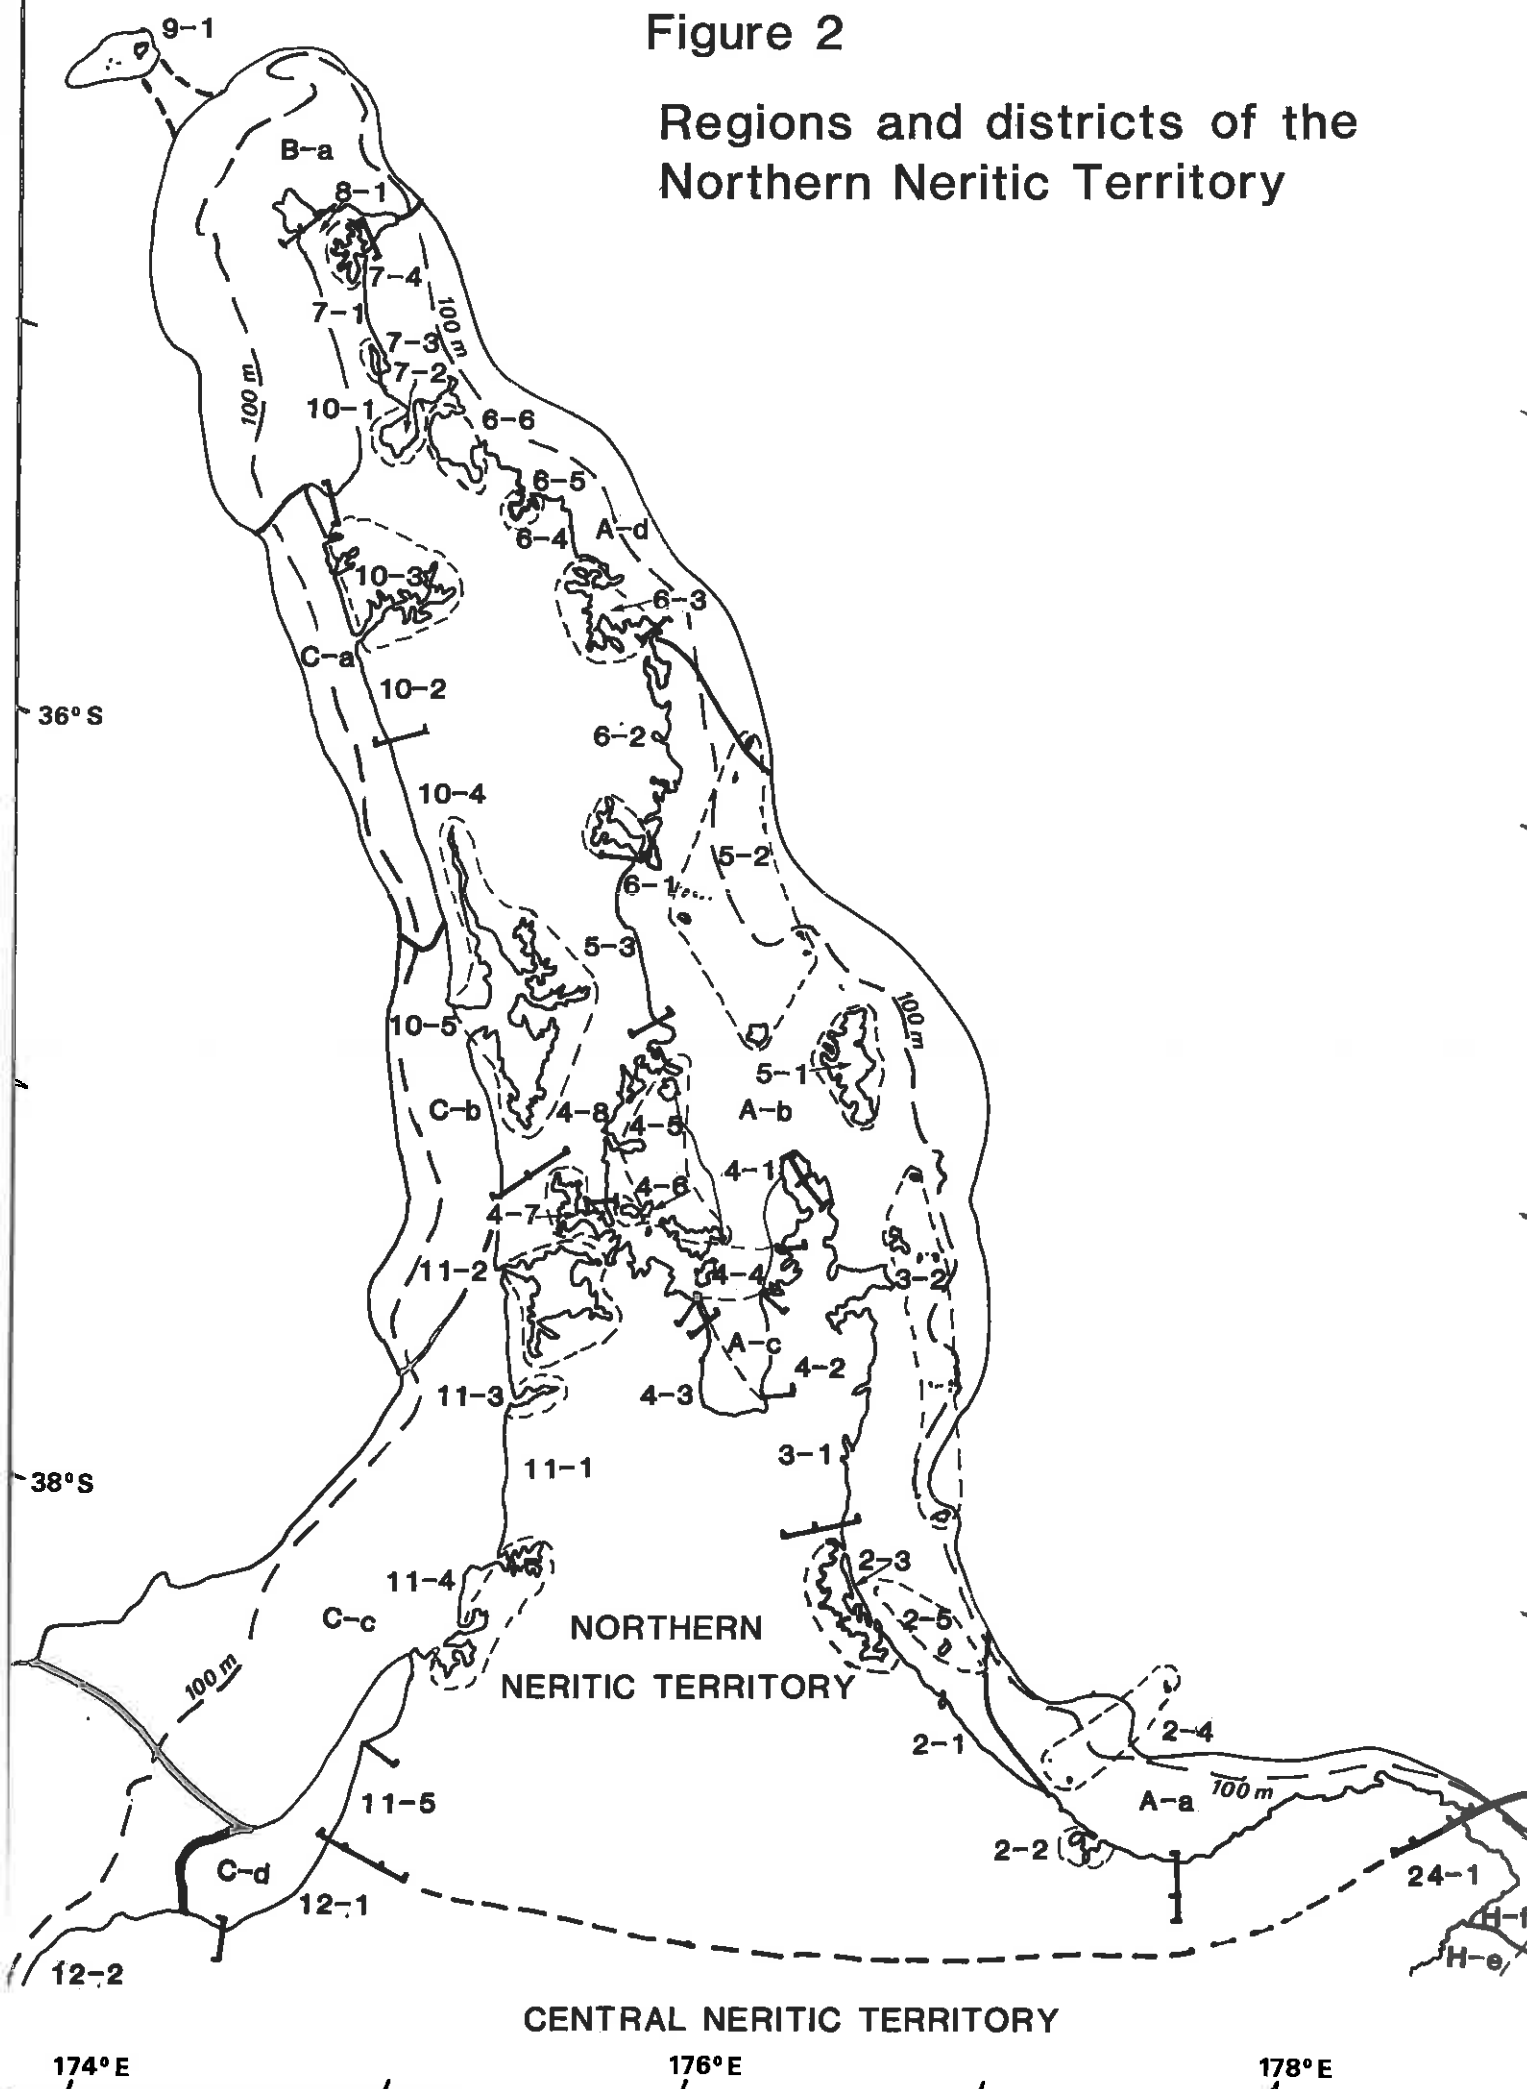 Figure 2
Regions and districts of the
Northern Neritic Territory
9-1
B-a
8-1
7-4
7-1
100 m
7-3
7-2
100 m
10-1
6-6
6-5
A-d
6-4
10-3
6-3
C-a
10-2
36° S
6-2
10-4
5-2
6-1
5-3
100 m
10-5
5-1
C-b
4-8
A-b
4-5
4-1
4-6
4-7
11-2
4-4
3-2
A-c
4-2
11-3
4-3
3-1
11-1
38° S
2-3
11-4
C-c
2-5
NORTHERN
NERITIC TERRITORY
100 m
2-4
2-1
100 m
A-a
11-5
2-2
C-d
24-1
12-1
H-f
H-e
12-2
CENTRAL NERITIC TERRITORY
174° E
176° E
178° E